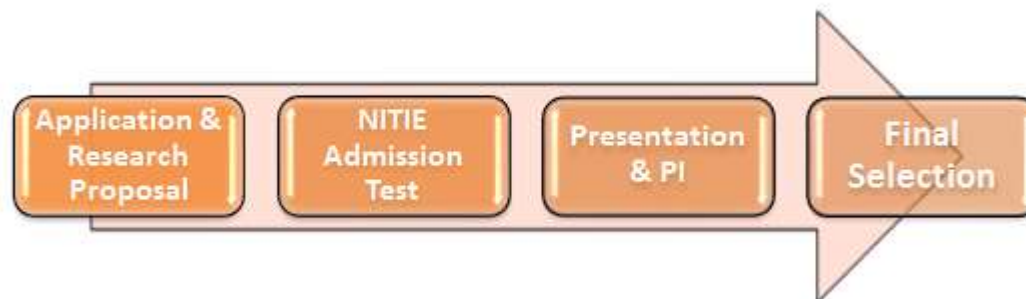 Application &
Research
Proposal
NITIE
Admission
Test
Presentation
& PI
Final
Selection